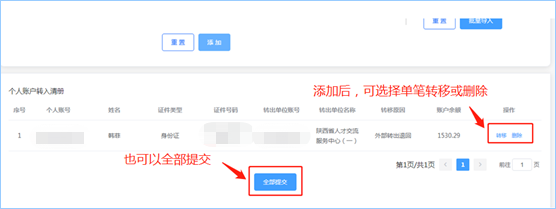 重 置
批量导入
重 置
添 加
个人账户转入清册
添加后，可选择单笔转移或删除
序号 个人账号 姓名 证件类型 证件号码 转出单位账号 转出单位名称 转移原因 账户余额 操作
1 韩菲 身份证 陕西省人才交流 外部转出退回 1530.29 转移 删除
服务中心（一）
也可以全部提交
第1页/共1页 < 1 > 前往 1 页
全部提交